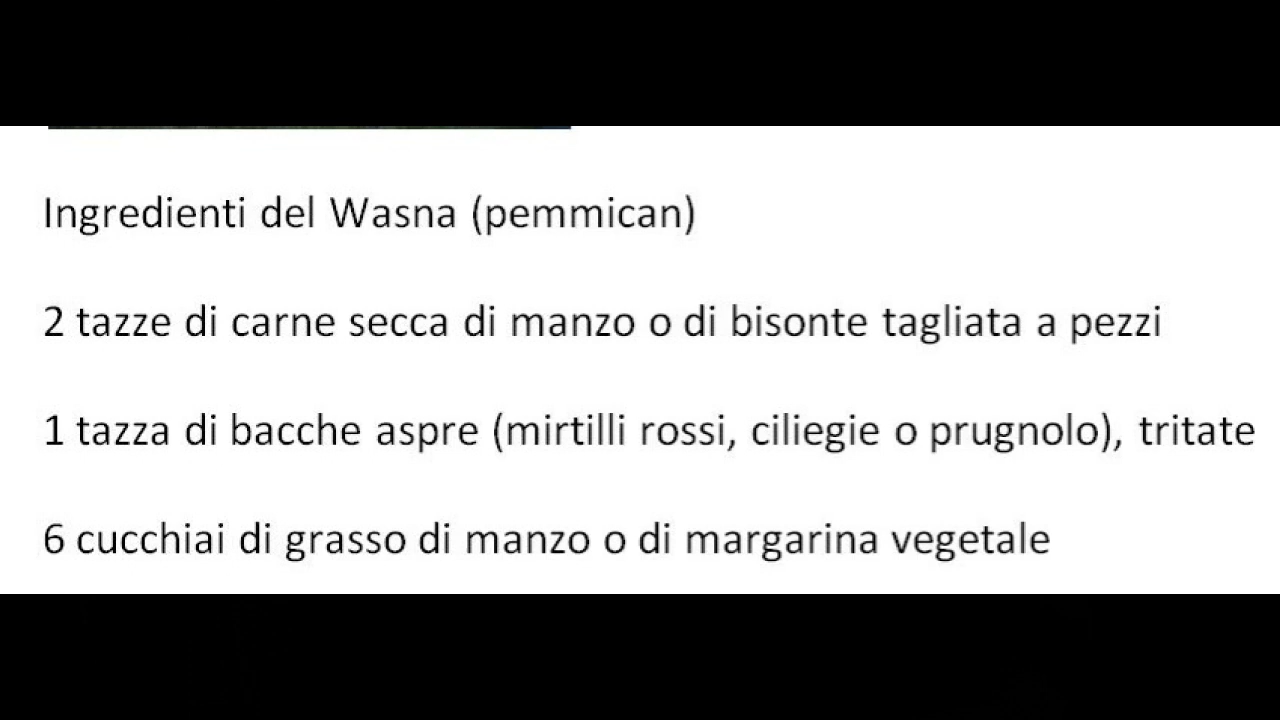 Ingredienti del Wasna (pemmican)
2 tazze di carne secca di manzo o di bisonte tagliata a pezzi
1 tazza di bacche aspre (mirtilli rossi, ciliegie o prugnolo), tritate
6 cucchiai di grasso di manzo o di margarina vegetale